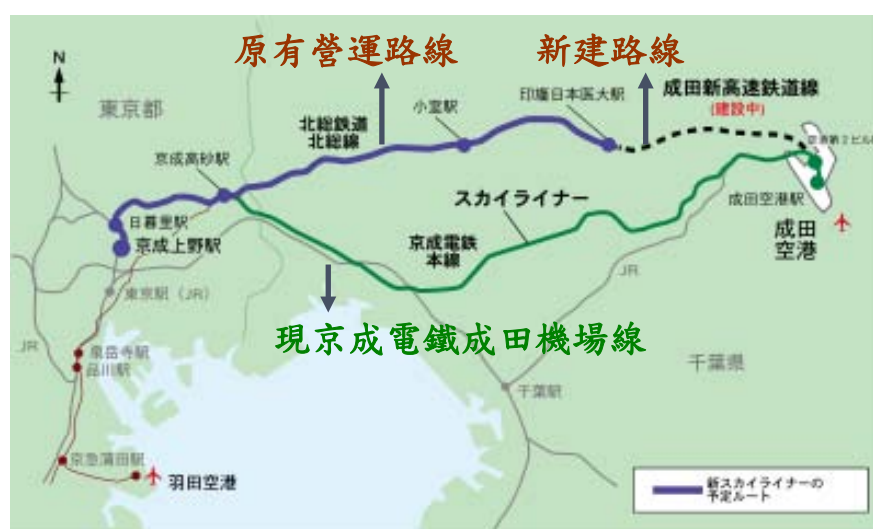 原有營運路線
新建路線
N
東京都
小室駅
印旛日本医大駅
成田新高速鉄道線
(建設中)
北総鉄道
北総線
京成高砂駅
スカイライナー
成田空港駅
日暮里駅
京成上野駅
京成電鉄
本線
成田
空港
JR
東京駅（JR）
現京成電鐵成田機場線
JR
泉岳寺駅
品川駅
千葉県
千葉駅
京急蒲田駅
羽田空港
新スカイライナーの
予定ルート